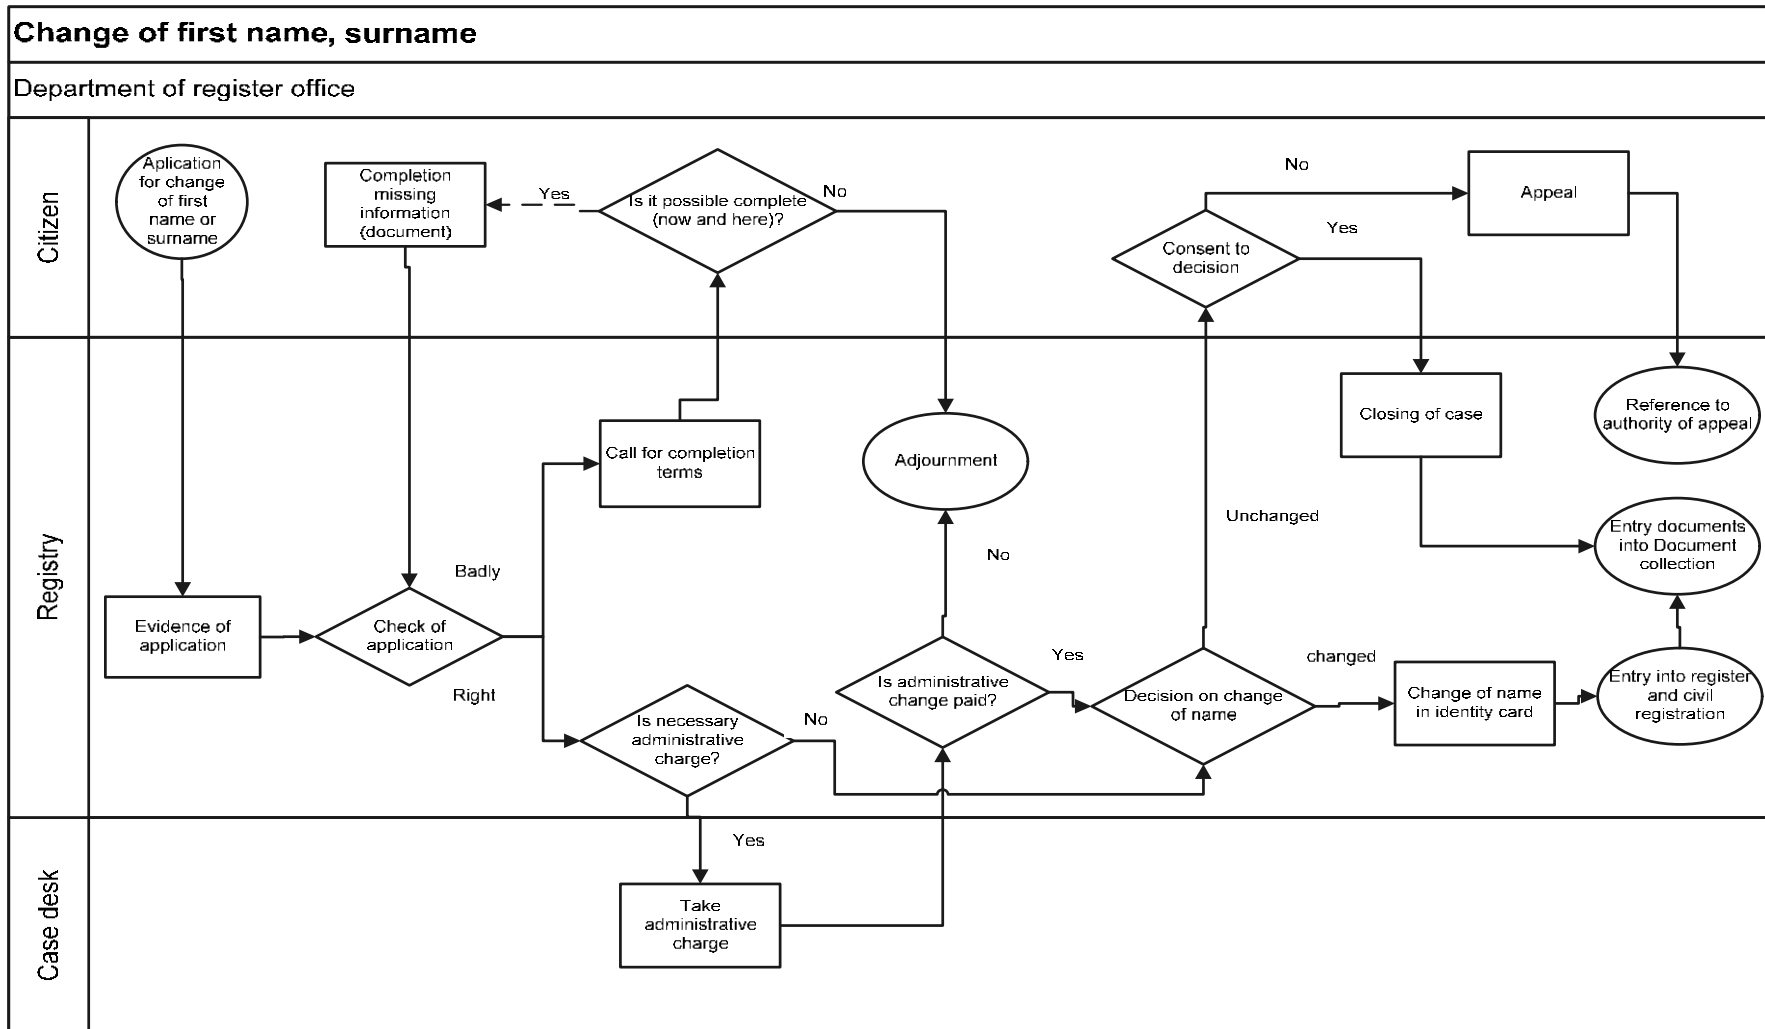 Change of first name, surname
Department of register office
Citizen
Aplication
for change
of first
name or
surname
Completion
missing
information
(document)
Yes
Is it possible complete
(now and here)?
No
No
Appeal
Yes
Consent to
decision
Registry
Call for completion
terms
Adjournment
Closing of case
Reference to
authority of appeal
Unchanged
Entry documents
into Document
collection
Badly
No
Evidence of
application
Check of
application
Right
Is necessary
administrative
charge?
No
Is administrative
change paid?
Yes
Decision on change
of name
changed
Change of name
in identity card
Entry into register
and civil
registration
Case desk
Yes
Take
administrative
charge